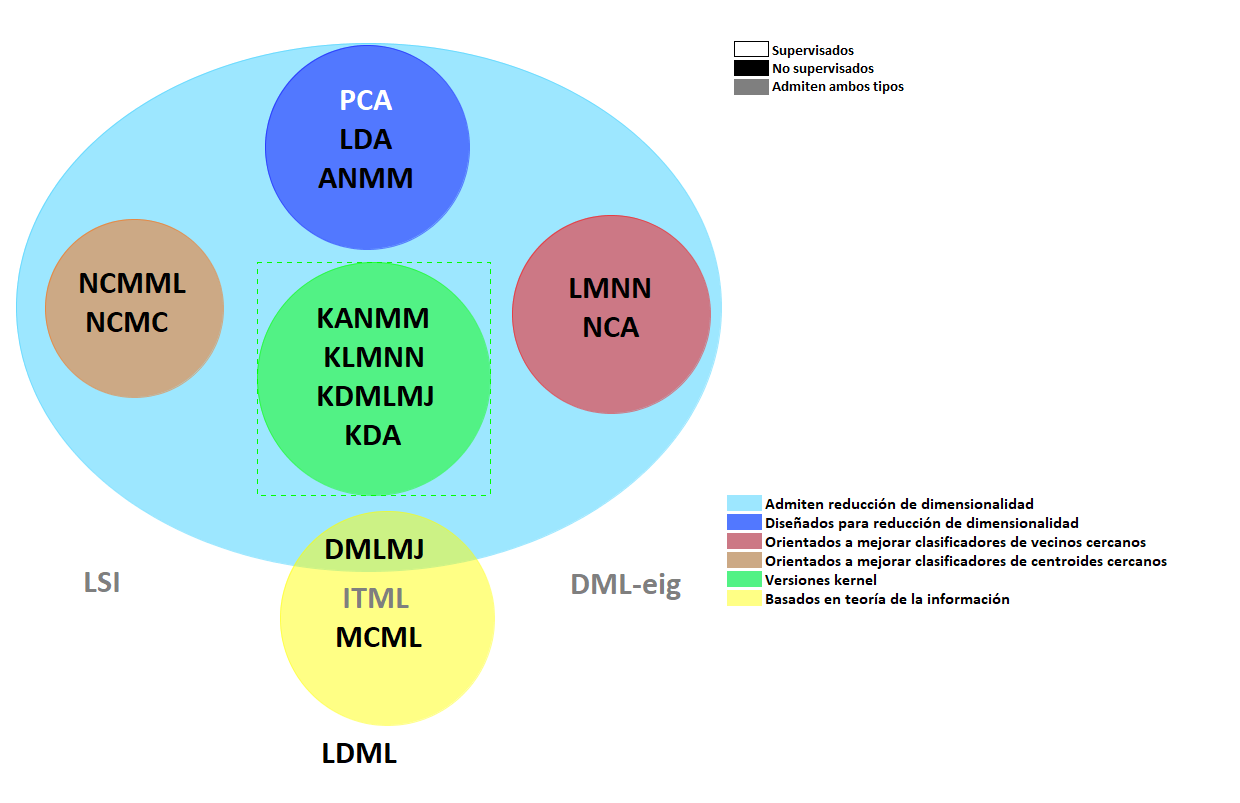 PCA
LDA
ANMM
NCMML
NCMC
KANMM
KLMNN
KDMLMJ
KDA
LMNN
NCA
DMLMJ
ITML
MCML
LSI
DML-eig
LDML
Supervisados
No supervisados
Admiten ambos tipos
Admiten reducción de dimensionalidad
Diseñados para reducción de dimensionalidad
Orientados a mejorar clasificadores de vecinos cercanos
Orientados a mejorar clasificadores de centroides cercanos
Versiones kernel
Basados en teoría de la información